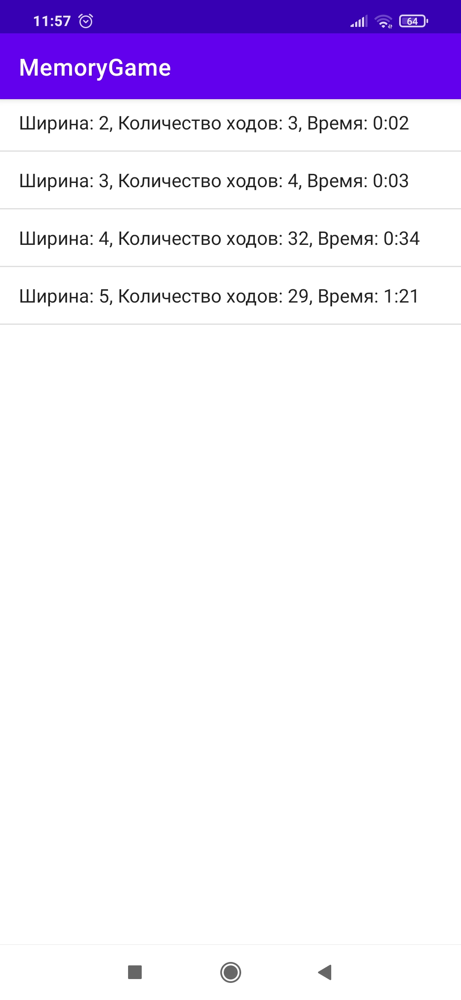 11:57
64
MemoryGame
Ширина: 2, Количество ходов: 3, Время: 0:02
Ширина: 3, Количество ходов: 4, Время: 0:03
Ширина: 4, Количество ходов: 32, Время: 0:34
Ширина: 5, Количество ходов: 29, Время: 1:21